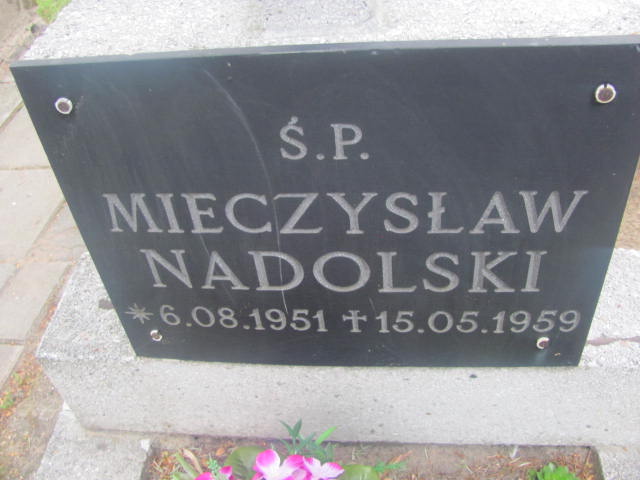 Ś.P.
MIECZYSŁAW
NADOLSKI
* 6.08.1951 ✝ 15.05.1959